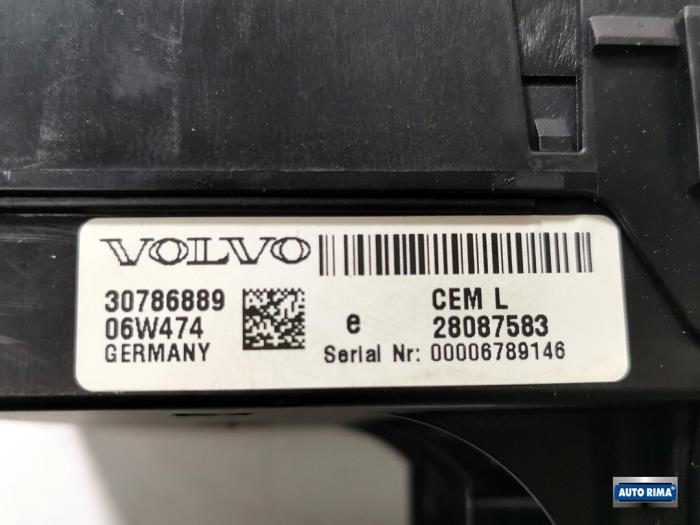 VOLVO
30786889
06W474
GERMANY
e
CEM L
28087583
Serial Nr: 00006789146
AUTO RIMA